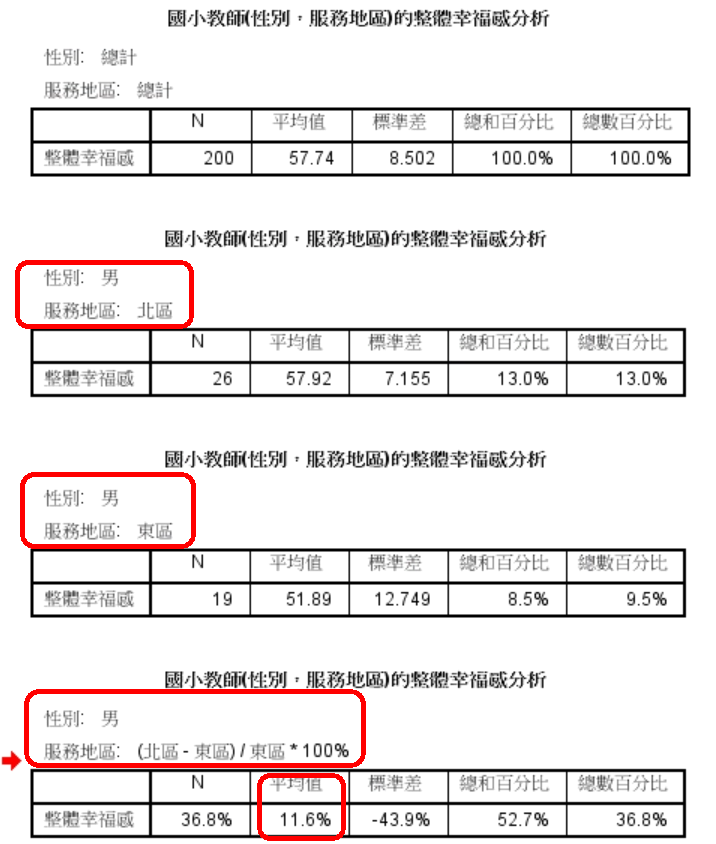 國小教師(性別，服務地區)的整體幸福感分析
性別: 總計
服務地區: 總計
N 平均值 標準差 總和百分比 總數百分比
整體幸福感 200 57.74 8.502 100.0% 100.0%
國小教師(性別，服務地區)的整體幸福感分析
性別: 男
服務地區: 北區
N 平均值 標準差 總和百分比 總數百分比
整體幸福感 26 57.92 7.155 13.0% 13.0%
國小教師(性別，服務地區)的整體幸福感分析
性別: 男
服務地區: 東區
N 平均值 標準差 總和百分比 總數百分比
整體幸福感 19 51.89 12.749 8.5% 9.5%
國小教師(性別，服務地區)的整體幸福感分析
性別: 男
服務地區: (北區 - 東區) / 東區 * 100%
N 平均值 標準差 總和百分比 總數百分比
整體幸福感 36.8% 11.6% -43.9% 52.7% 36.8%